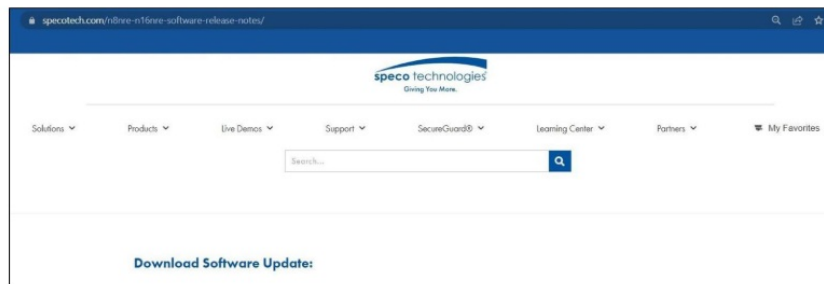 specotech.com/n8nre-n16nre-software-release-notes/
speco technologies
Giving You More.
Solutions Products Live Demos Support SecureGuard® Learning Center Partners My Favorites
Search...
Download Software Update: